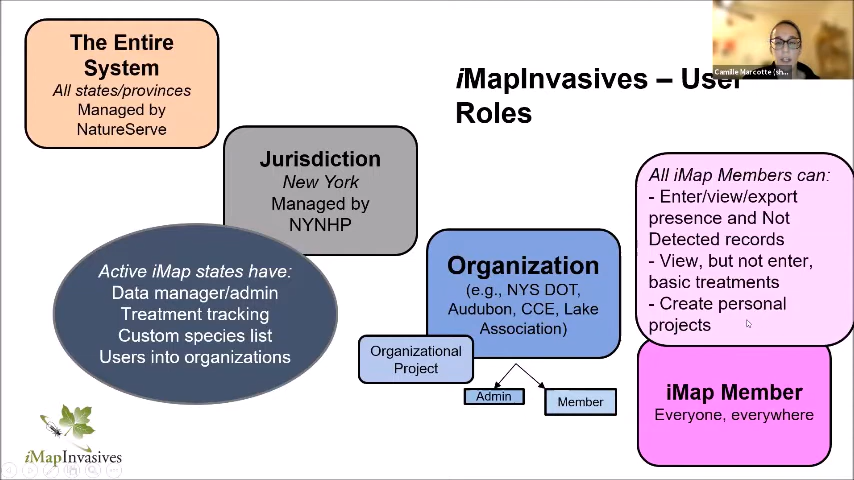 The Entire
System
All states/provinces
Managed by
NatureServe
Camille Marcotte (sh...
iMapInvasives – User
Roles
Jurisdiction
New York
Managed by
NYNHP
All iMap Members can:
- Enter/view/export
presence and Not
Detected records
- View, but not enter,
basic treatments
- Create personal
projects
Active iMap states have:
Data manager/admin
Treatment tracking
Custom species list
Users into organizations
Organization
(e.g., NYS DOT,
Audubon, CCE, Lake
Association)
Organizational
Project
Admin
Member
iMap Member
Everyone, everywhere
iMapInvasives